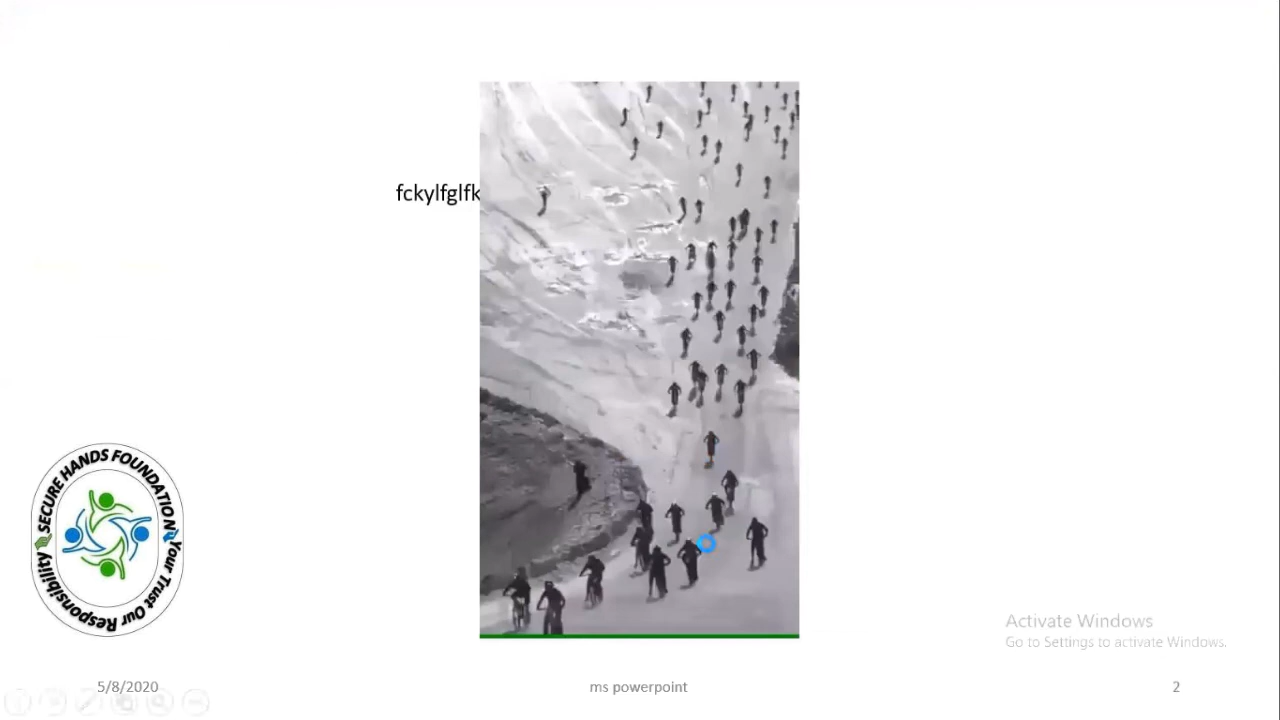 fckylfglfk
SECURE HANDS FOUNDATION
Your Trust Our Responsibility
Activate Windows
Go to Settings to activate Windows.
5/8/2020
ms powerpoint
2